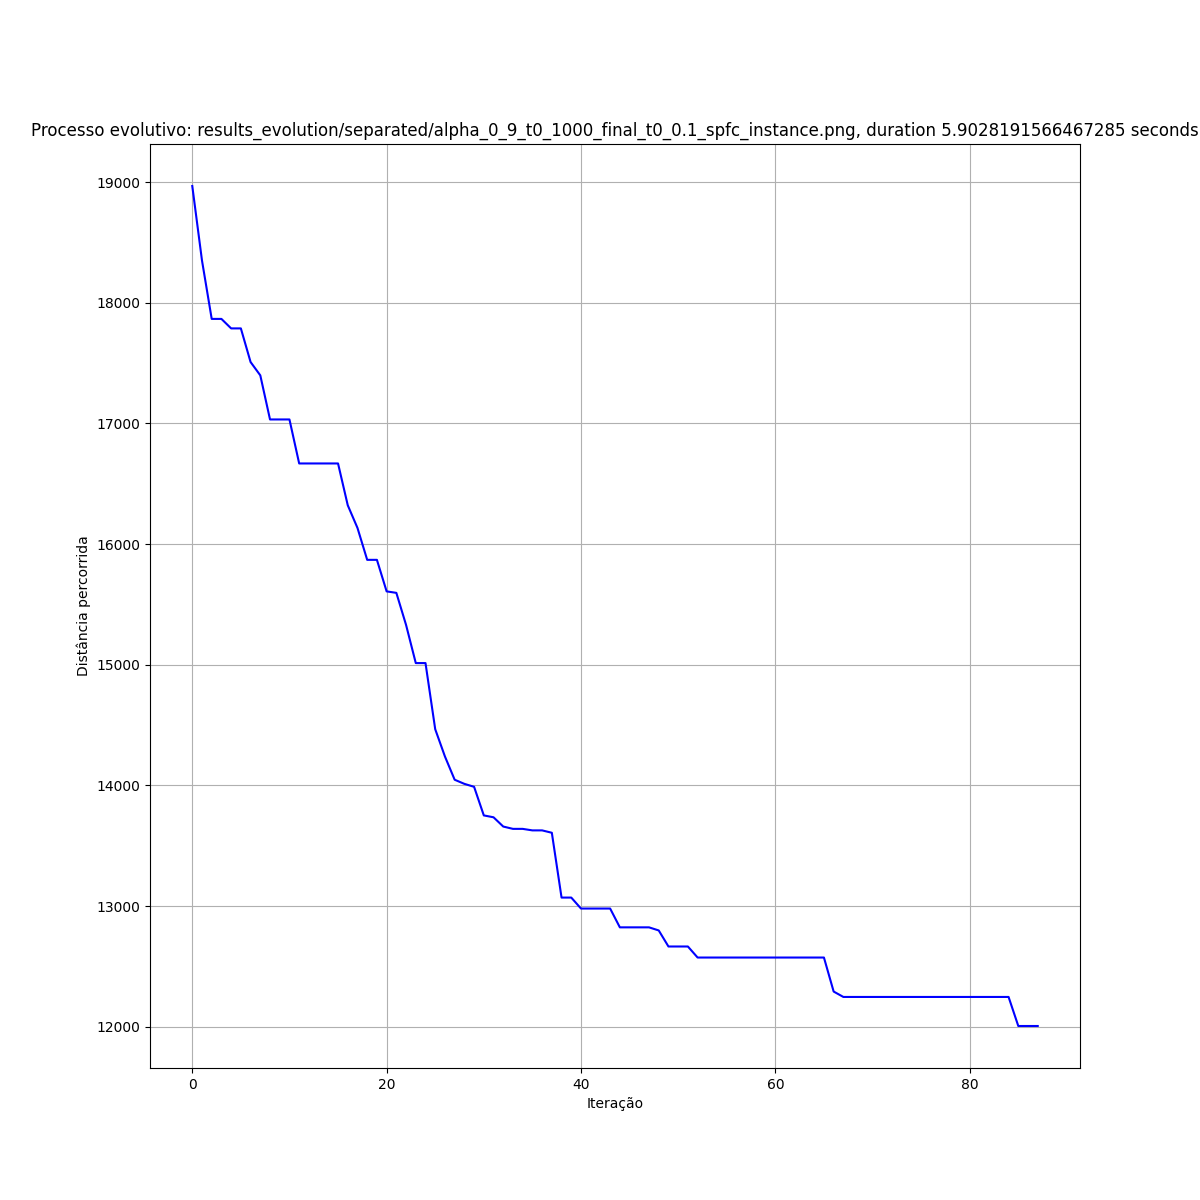 Processo evolutivo: results_evolution/separated/alpha_0_9_t0_1000_final_t0_0.1_spfc_instance.png, duration 5.9028191566467285 seconds
19000
18000
17000
16000
15000
14000
13000
12000
Distância percorrida
0 20 40 60 80
Iteração